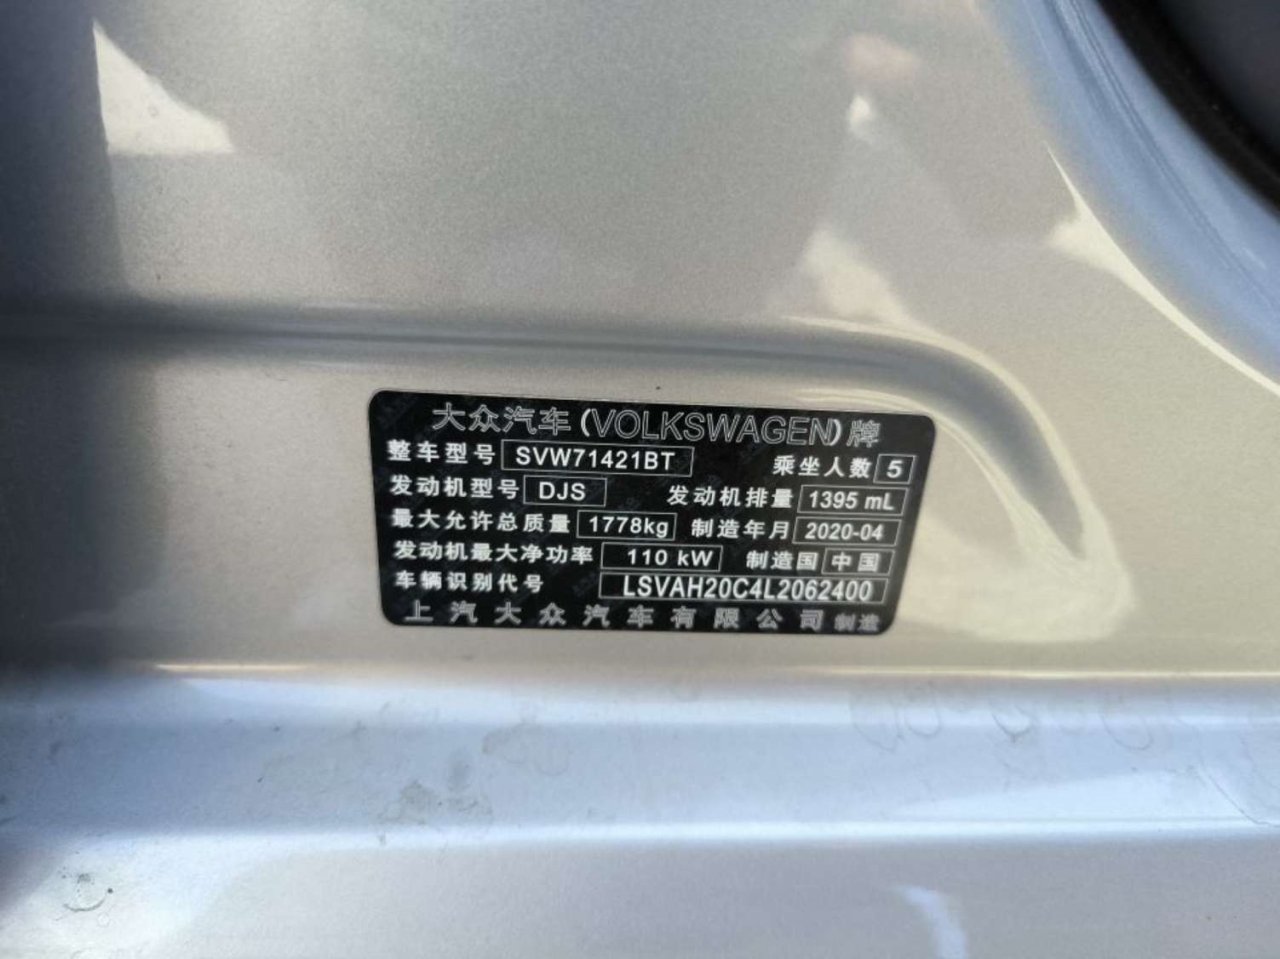 大众汽车(VOLKSWAGEN)牌
整车型号 SVW71421BT 乘坐人数 5
发动机型号 DJS 发动机排量 1395 mL
最大允许总质量 1778kg 制造年月 2020-04
发动机最大净功率 110 kW 制造国 中国
车辆识别代号 LSVAH20C4L2062400
上汽大众汽车有限公司 制造